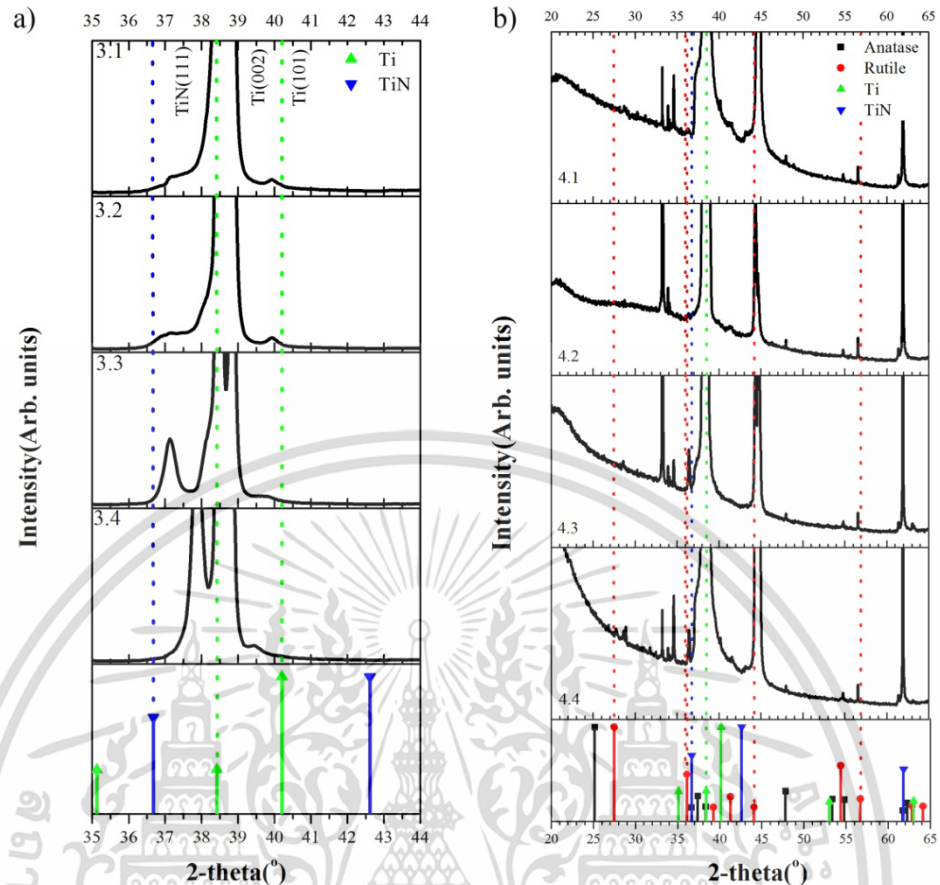 a)
35 36 37 38 39 40 41 42 43 44
3.1
TiN(111)
Ti(002)
Ti(101)
Ti
TiN
3.2
3.3
3.4
Intensity(Arb. units)
35 36 37 38 39 40 41 42 43 44
2-theta(°)
b)
20 25 30 35 40 45 50 55 60 65
Anatase
Rutile
Ti
TiN
4.1
4.2
4.3
4.4
Intensity(Arb. units)
20 25 30 35 40 45 50 55 60 65
2-theta(°)